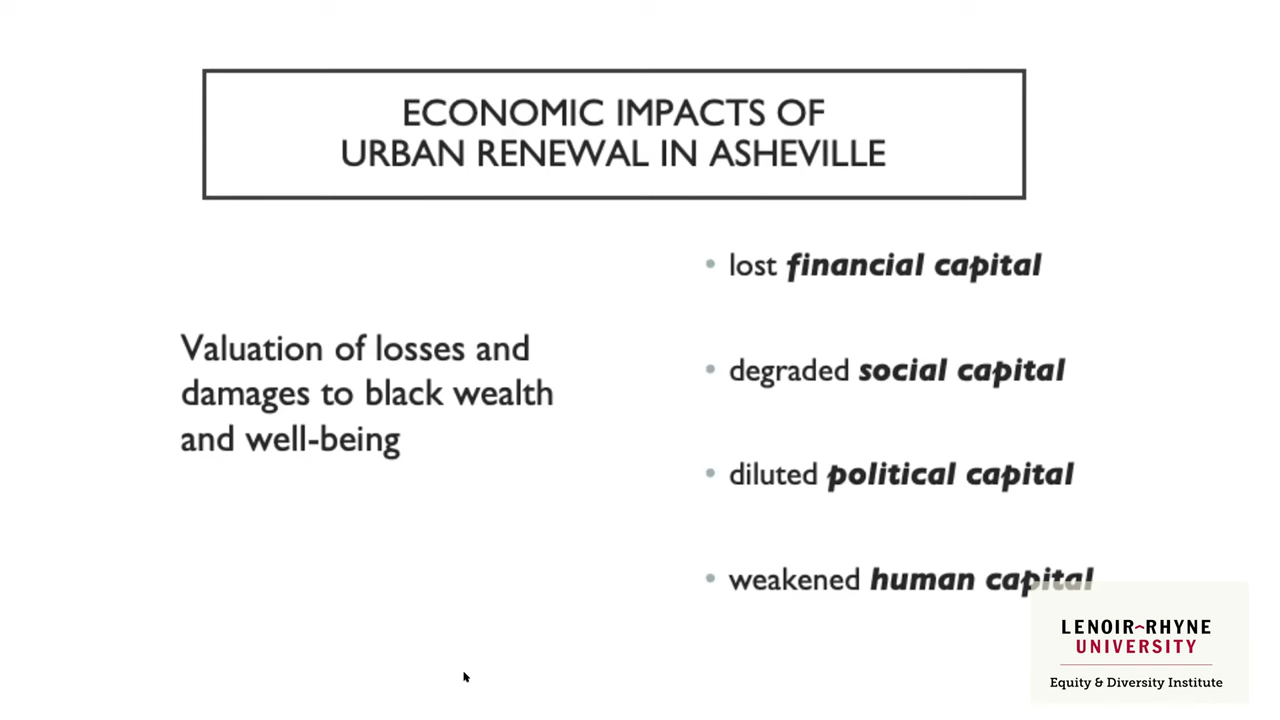 ECONOMIC IMPACTS OF
URBAN RENEWAL IN ASHEVILLE
Valuation of losses and
damages to black wealth
and well-being
• lost financial capital
• degraded social capital
• diluted political capital
• weakened human capital
LENOIR-RHYNE
UNIVERSITY
Equity & Diversity Institute